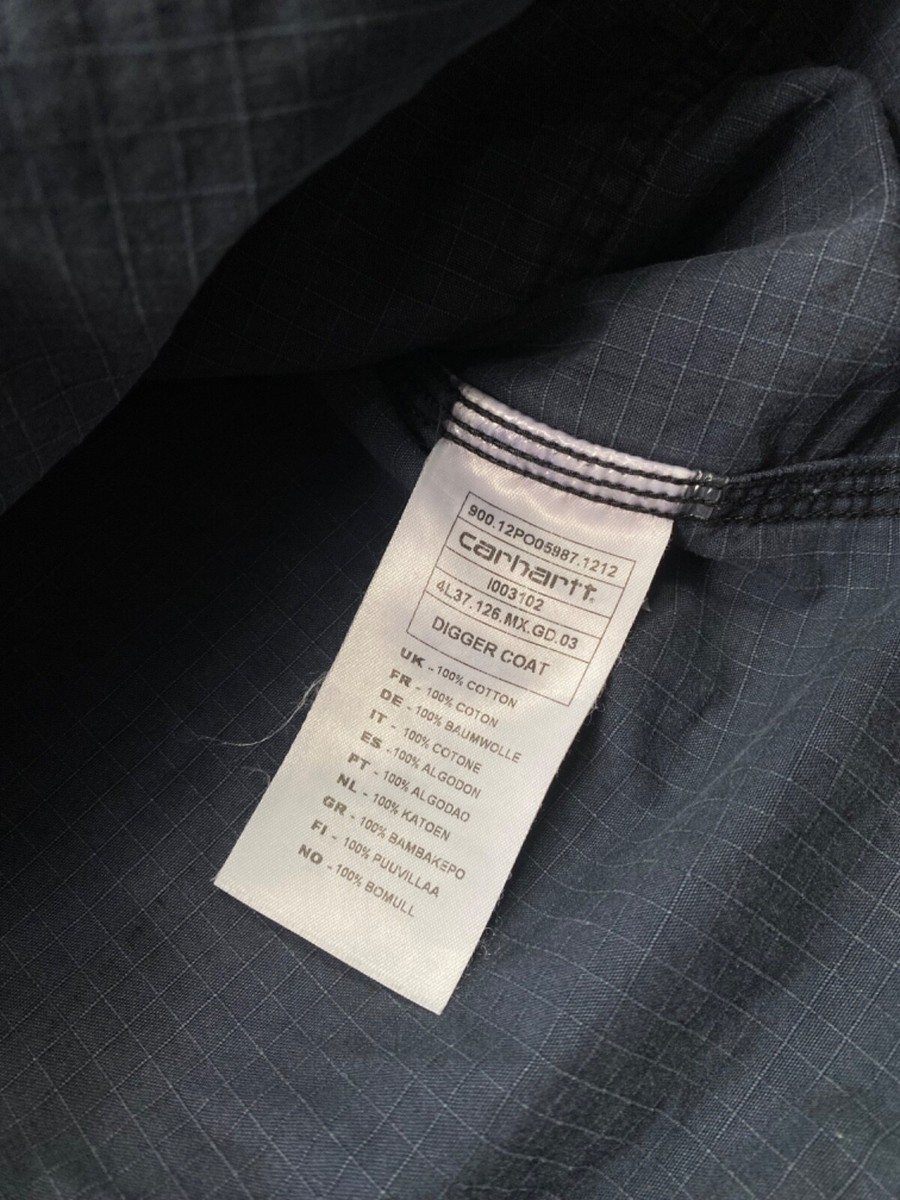 900.12PO05987.1212
carhartt.
I003102
4L37.126.MX.GD.03
DIGGER COAT
UK - 100% COTTON
FR - 100% COTON
DE - 100% BAUMWOLLE
IT - 100% COTONE
ES - 100% ALGODON
PT - 100% ALGODAO
NL - 100% KATOEN
GR - 100% BAMBAKEPO
FI - 100% PUUVILLAA
NO - 100% BOMULL